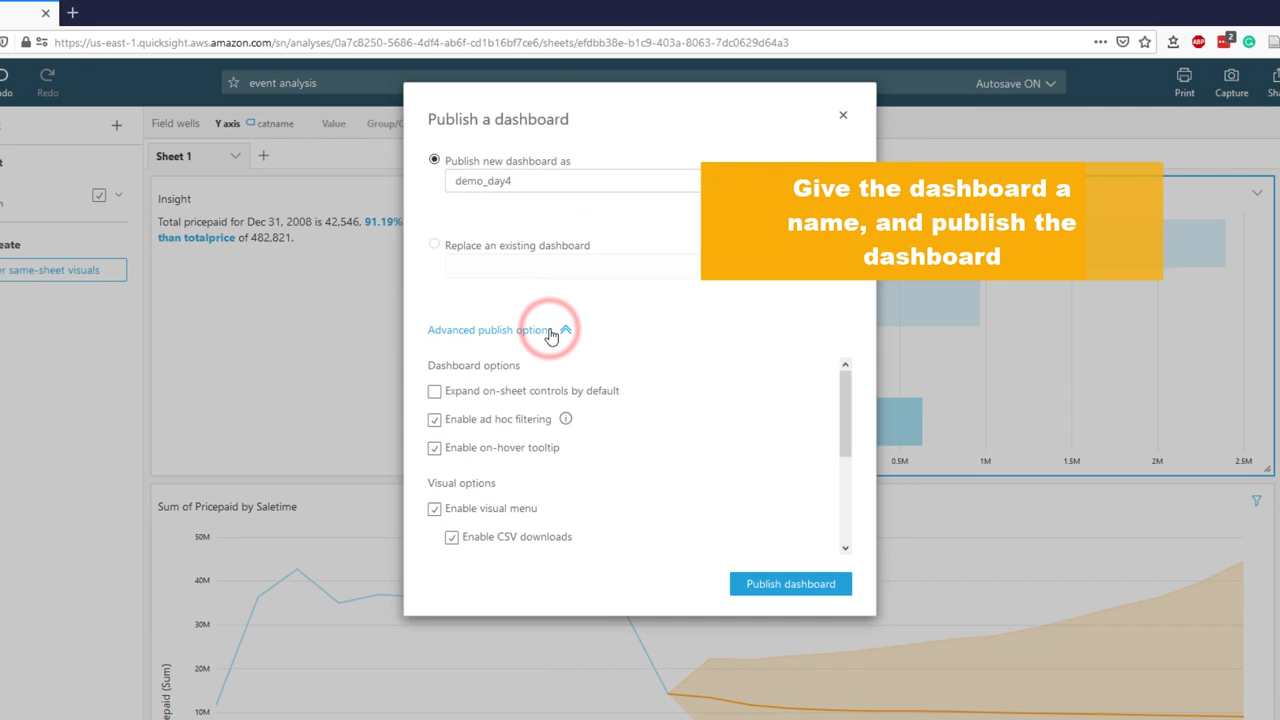 https://us-east-1.quicksight.aws.amazon.com/sn/analyses/0a7c8250-5686-4df4-ab6f-cd1b16bf7ce6/sheets/efdbb38e-b1c9-403a-8063-7dc0629d64a3
ABP
2
Redo
event analysis
Autosave ON
Print
Capture
Field wells
Y axis
catname
Value
Sheet 1
Insight
Total pricepaid for Dec 31, 2008 is 42,546, 91.19%
than totalprice of 482,821.
same-sheet visuals
Publish a dashboard
Publish new dashboard as
demo_day4
Replace an existing dashboard
Give the dashboard a
name, and publish the
dashboard
Advanced publish options
Dashboard options
Expand on-sheet controls by default
Enable ad hoc filtering
Enable on-hover tooltip
Visual options
Enable visual menu
Enable CSV downloads
Publish dashboard
0.5M
1M
1.5M
2M
2.5M
Sum of Pricepaid by Saletime
50M
40M
30M
20M
10M
(Sum)